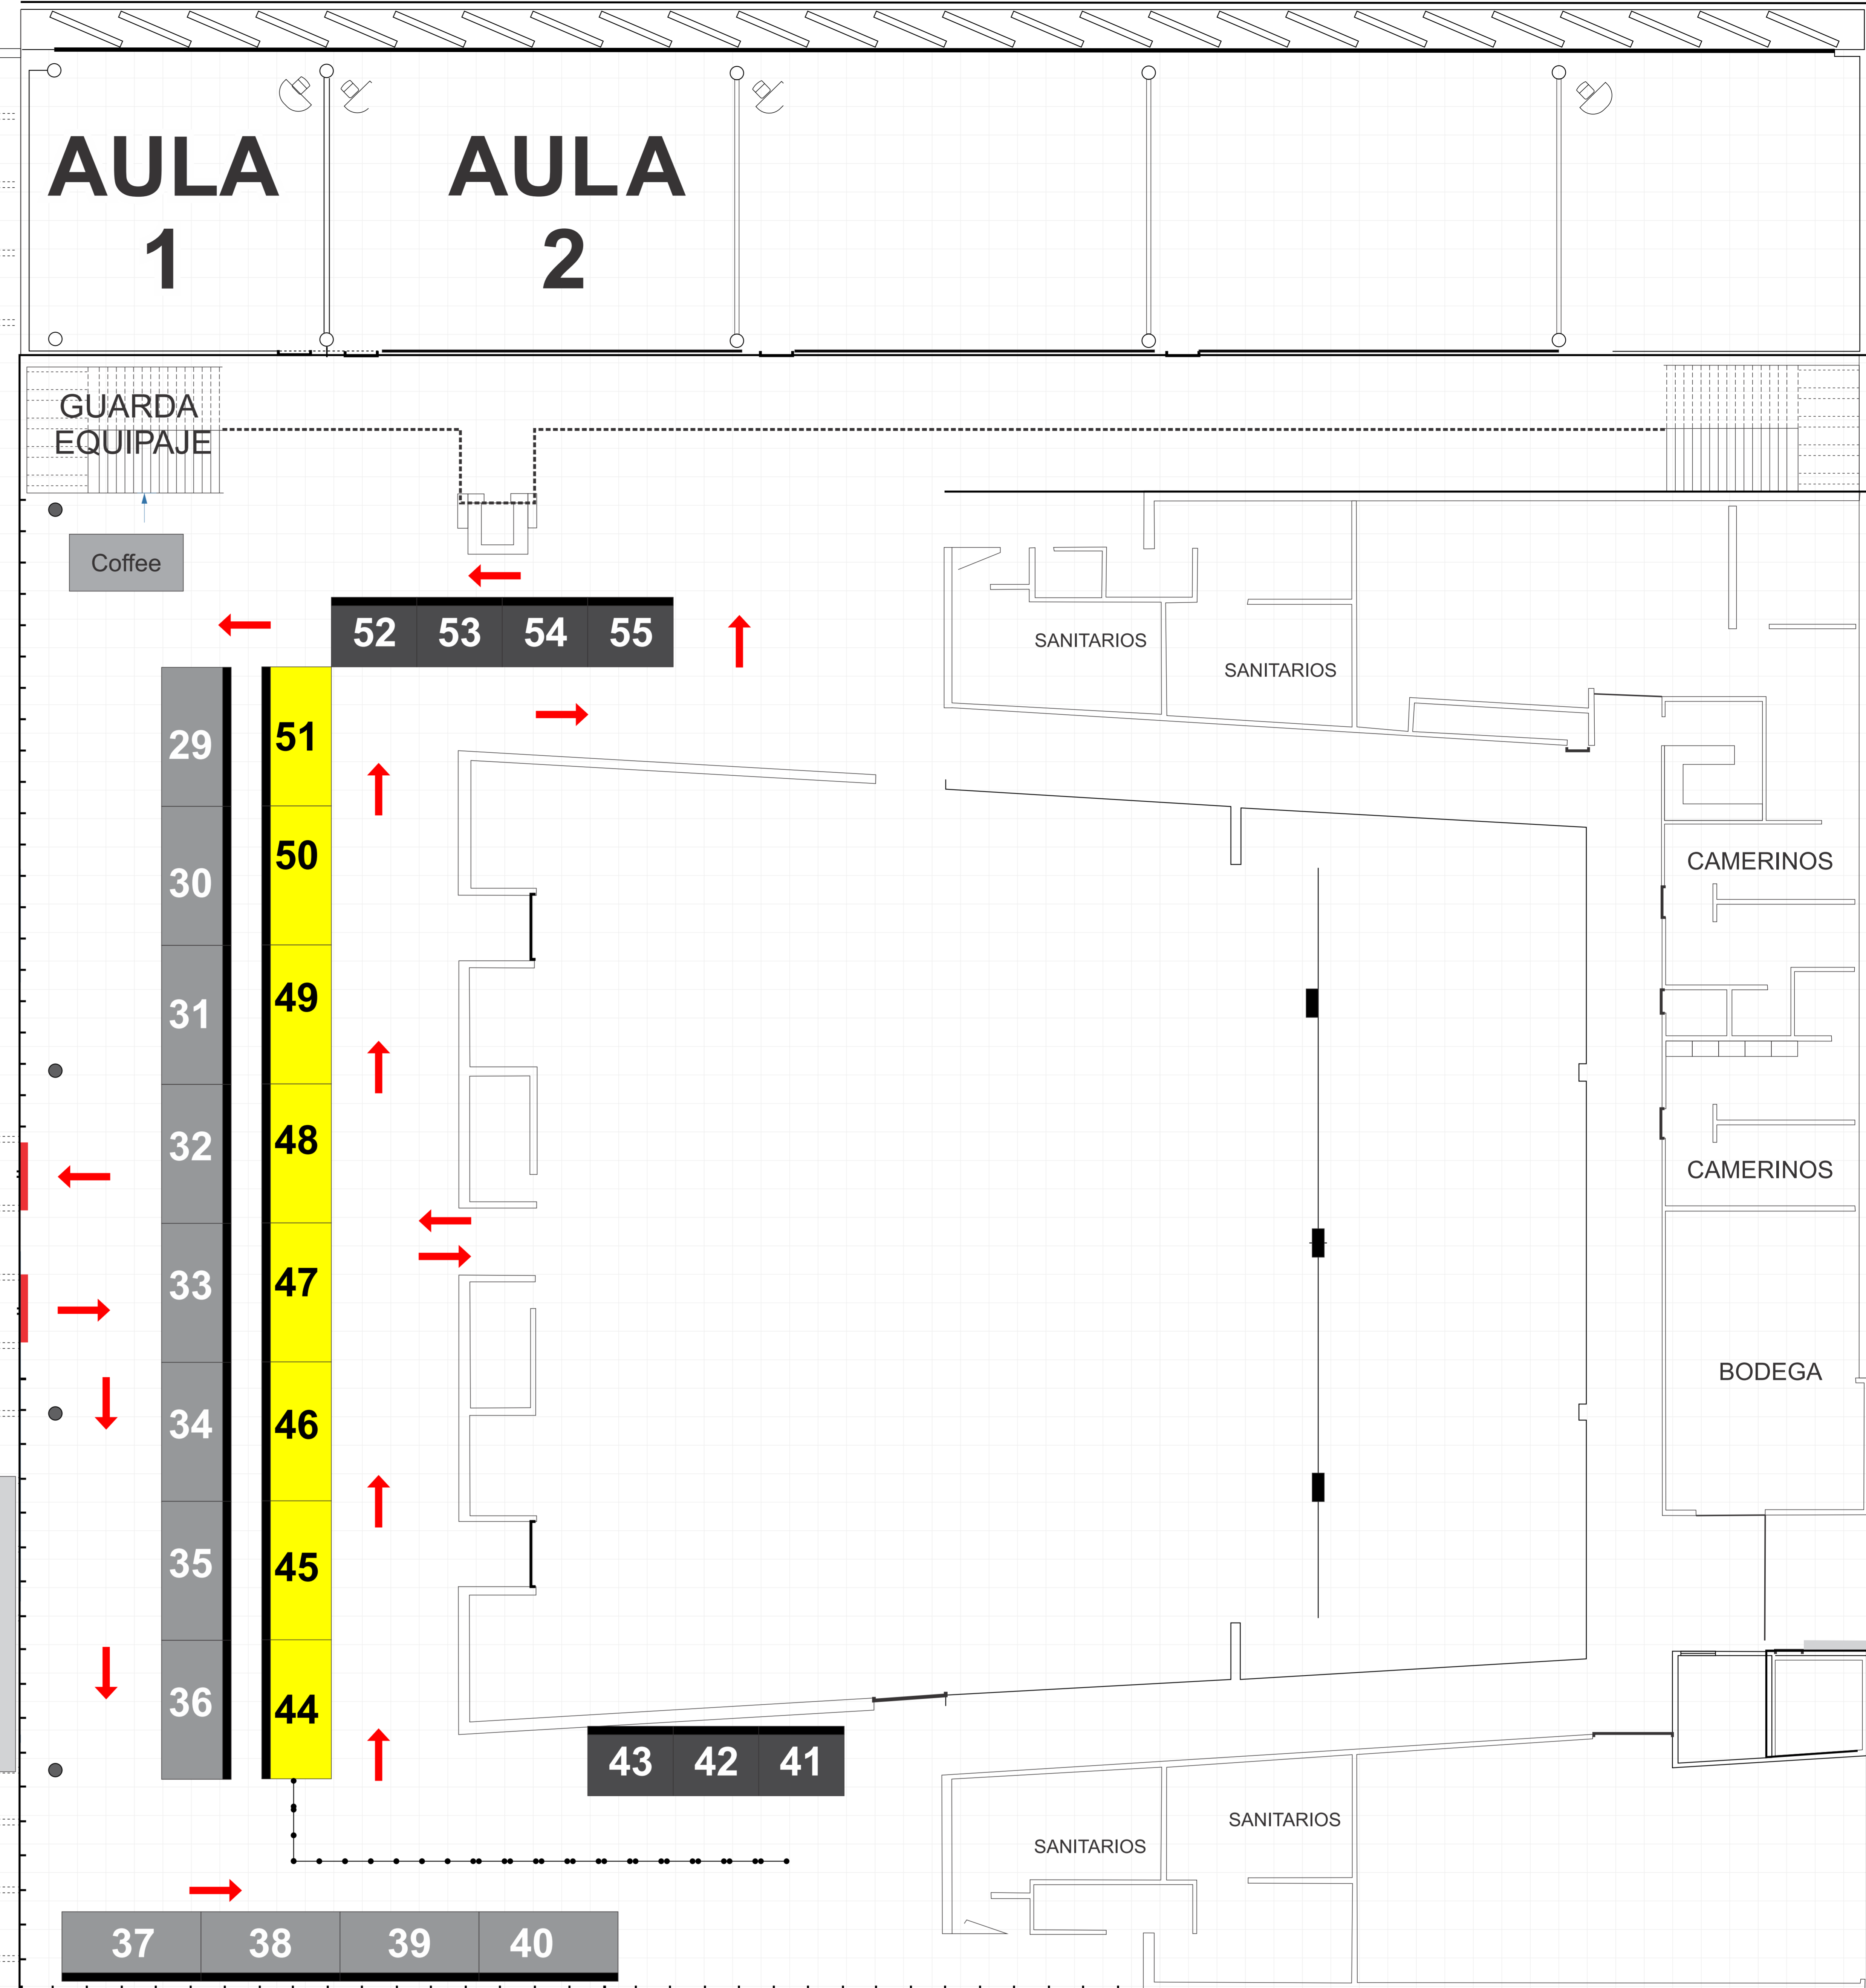 AULA
1
AULA
2
GUARDA
EQUIPAJE
Coffee
52 53 54 55
SANITARIOS
SANITARIOS
29
30
31
32
33
34
35
36
51
50
49
48
47
46
45
44
CAMERINOS
CAMERINOS
BODEGA
43 42 41
SANITARIOS
SANITARIOS
37 38 39 40